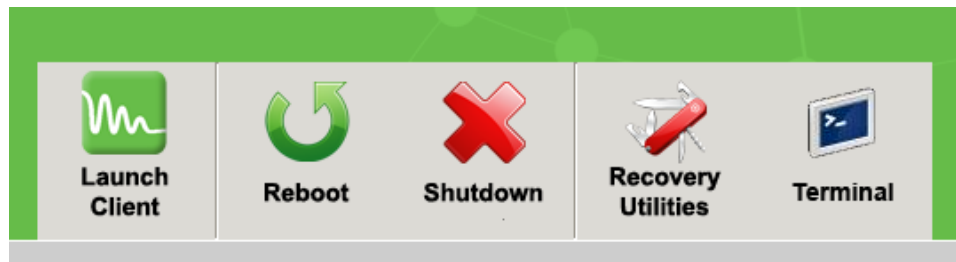 Launch
Client
Reboot
Shutdown
Recovery
Utilities
>_
Terminal